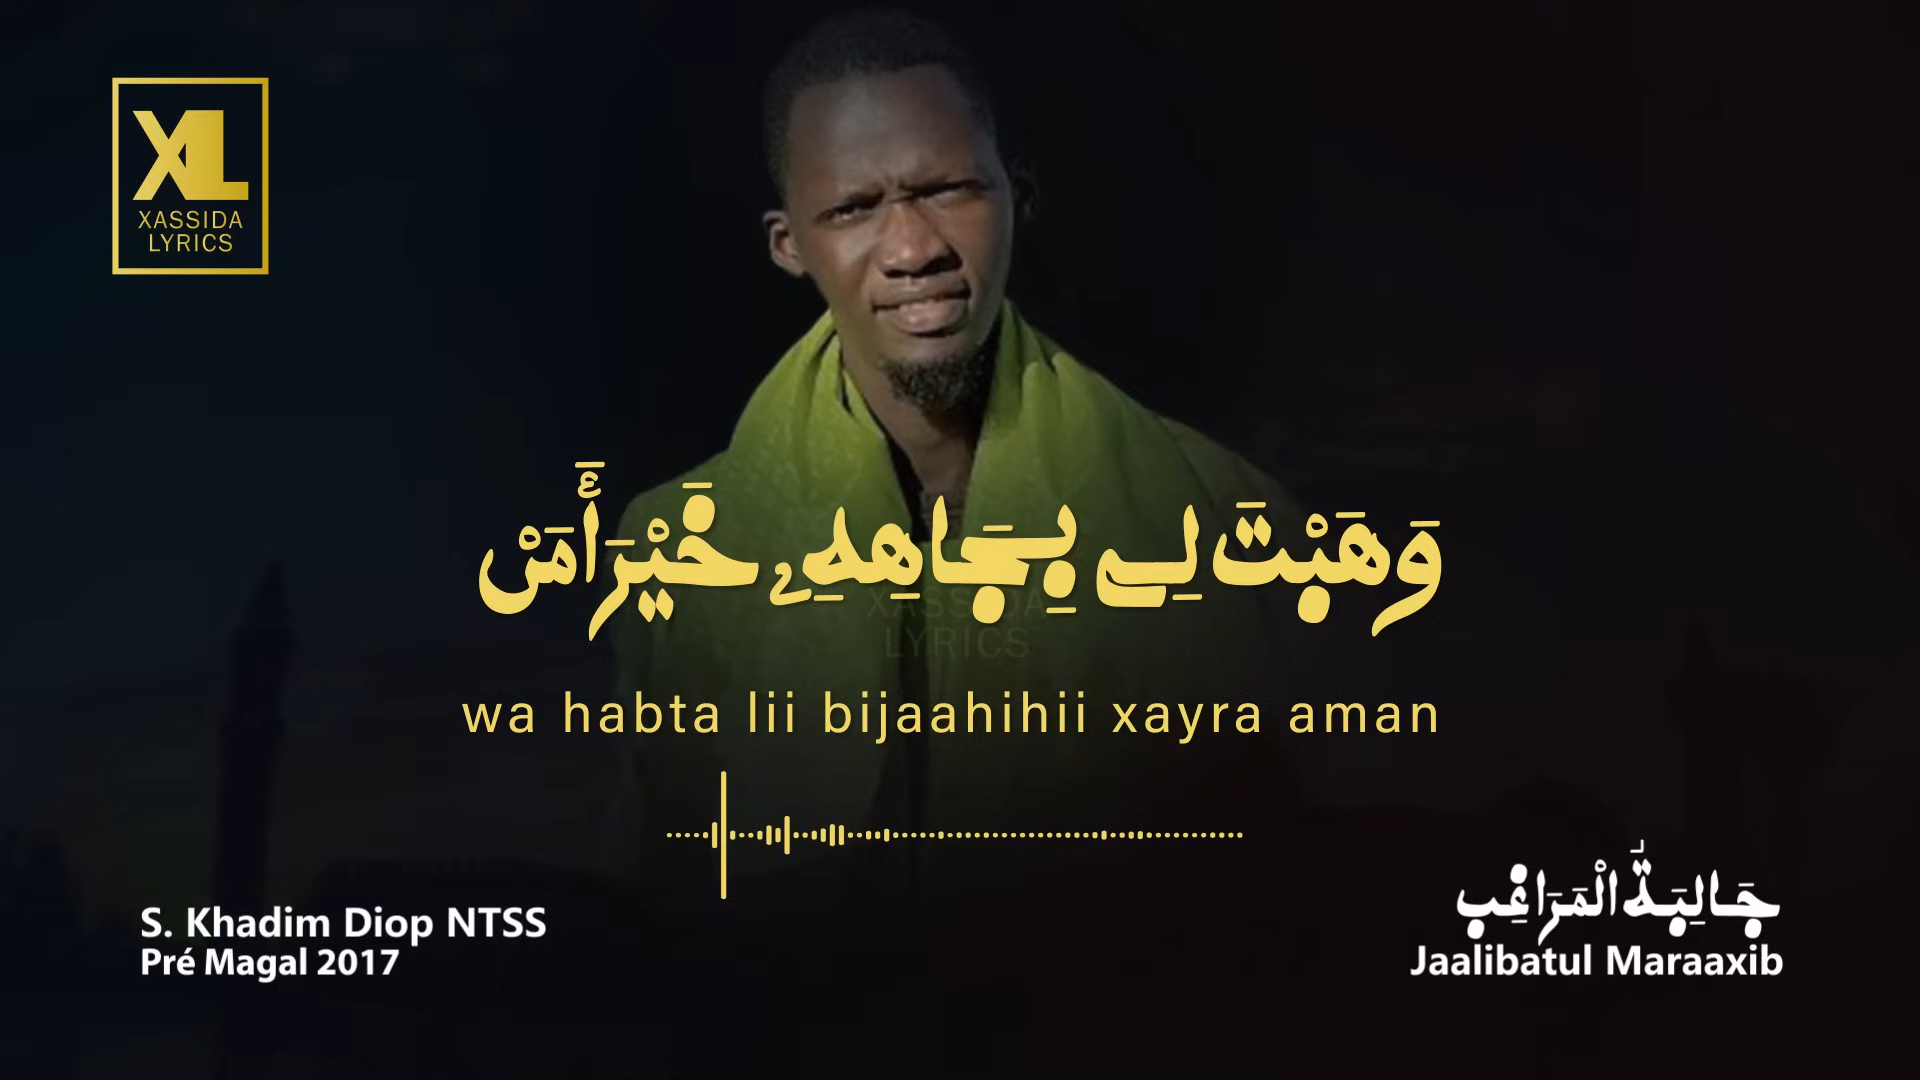 XL
XASSIDA
LYRICS
وَهَبْتَ لِے بِجَاهِهِۦ خَيْرَ أَمَنْ
XASSIDA
LYRICS
wa habta lii bijaahihii xayra aman
S. Khadim Diop NTSS
Pré Magal 2017
جَالِبَةُ الْمَرَاغِبِ
Jaalibatul Maraaxib